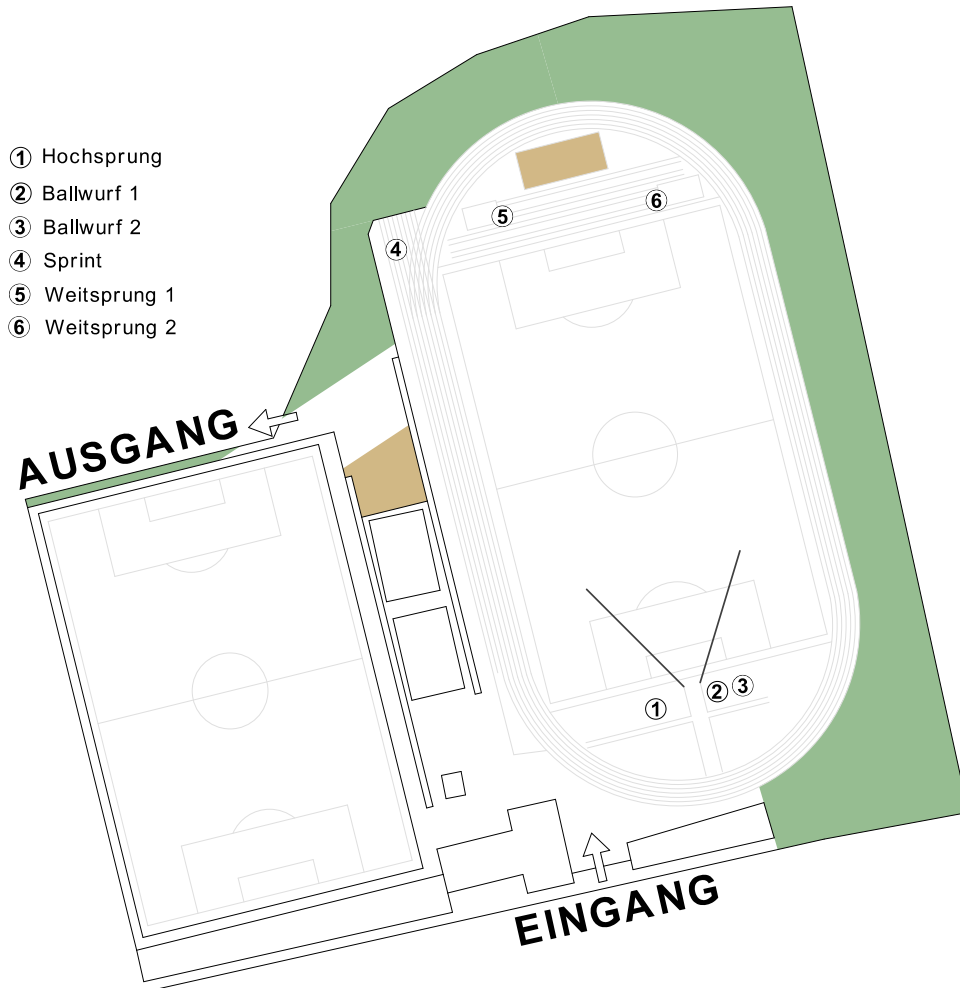 ① Hochsprung
② Ballwurf 1
③ Ballwurf 2
④ Sprint
⑤ Weitsprung 1
⑥ Weitsprung 2
⑤
⑥
④
AUSGANG
②
③
①
EINGANG